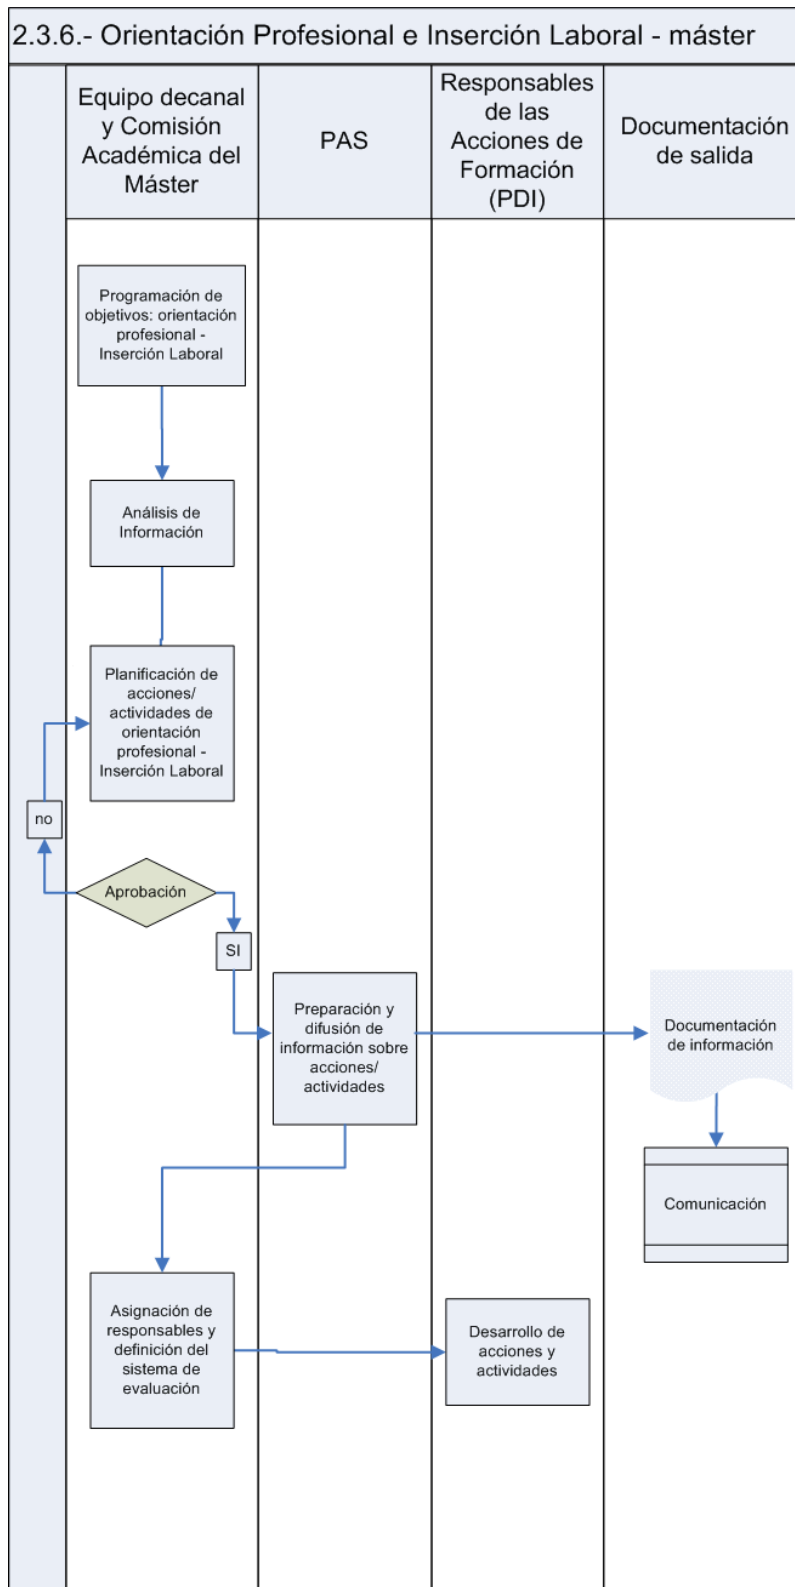 2.3.6.- Orientación Profesional e Inserción Laboral - máster
Equipo decanal
y Comisión
Académica del
Máster
PAS
Responsables
de las
Acciones de
Formación
(PDI)
Documentación
de salida
Programación de
objetivos: orientación
profesional -
Inserción Laboral
Análisis de
Información
Planificación de
acciones/
actividades de
orientación
profesional -
Inserción Laboral
no
Aprobación
SI
Preparación y
difusión de
información sobre
acciones/
actividades
Documentación
de información
Comunicación
Asignación de
responsables y
definición del
sistema de
evaluación
Desarrollo de
acciones y
actividades